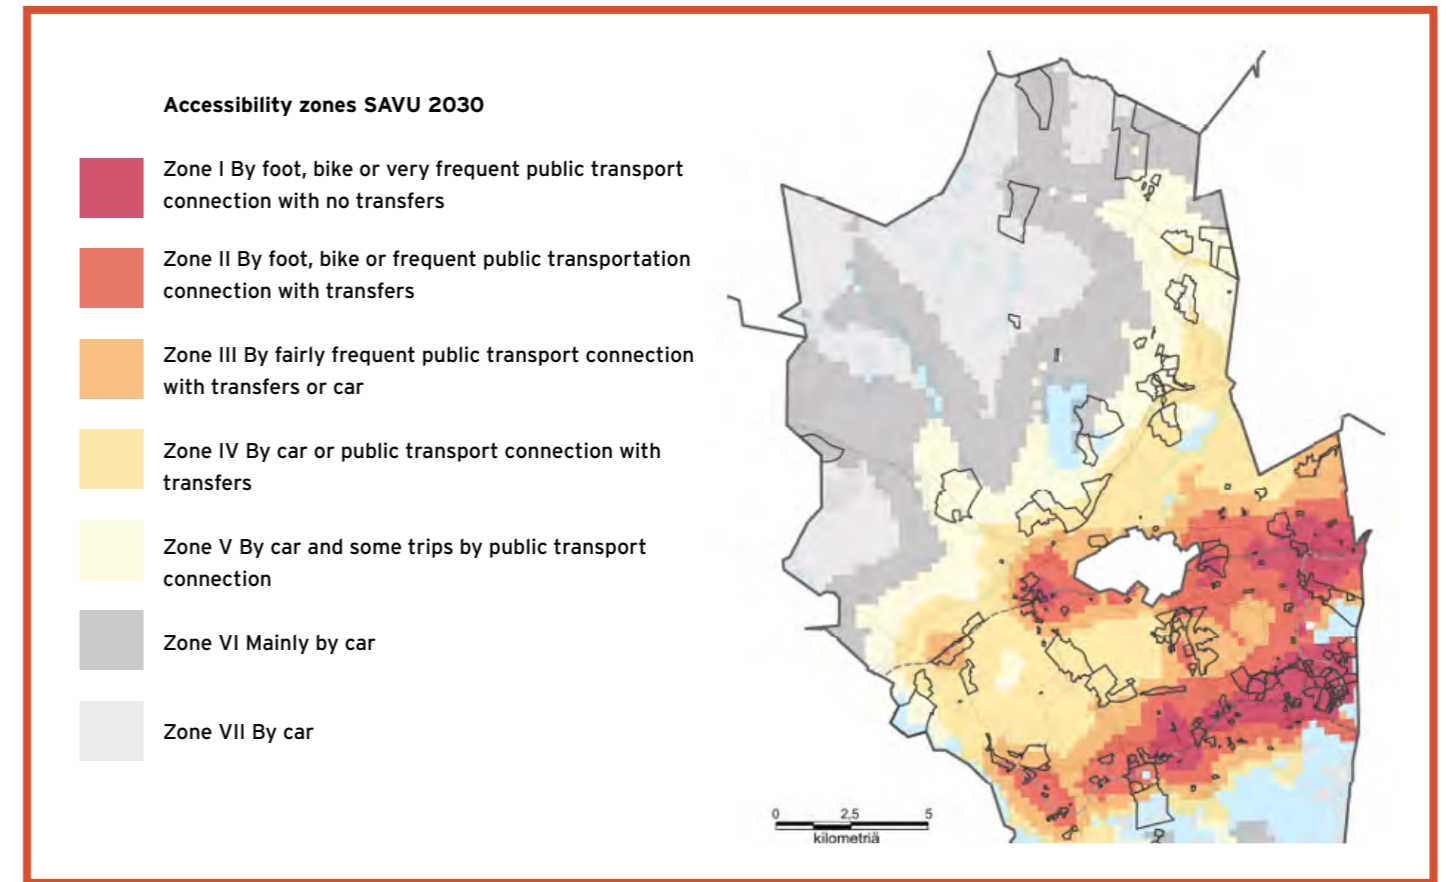 Accessibility zones SAVU 2030
Zone I By foot, bike or very frequent public transport
connection with no transfers
Zone II By foot, bike or frequent public transportation
connection with transfers
Zone III By fairly frequent public transport connection
with transfers or car
Zone IV By car or public transport connection with
transfers
Zone V By car and some trips by public transport
connection
Zone VI Mainly by car
Zone VII By car
0 2,5 5
kilometriä